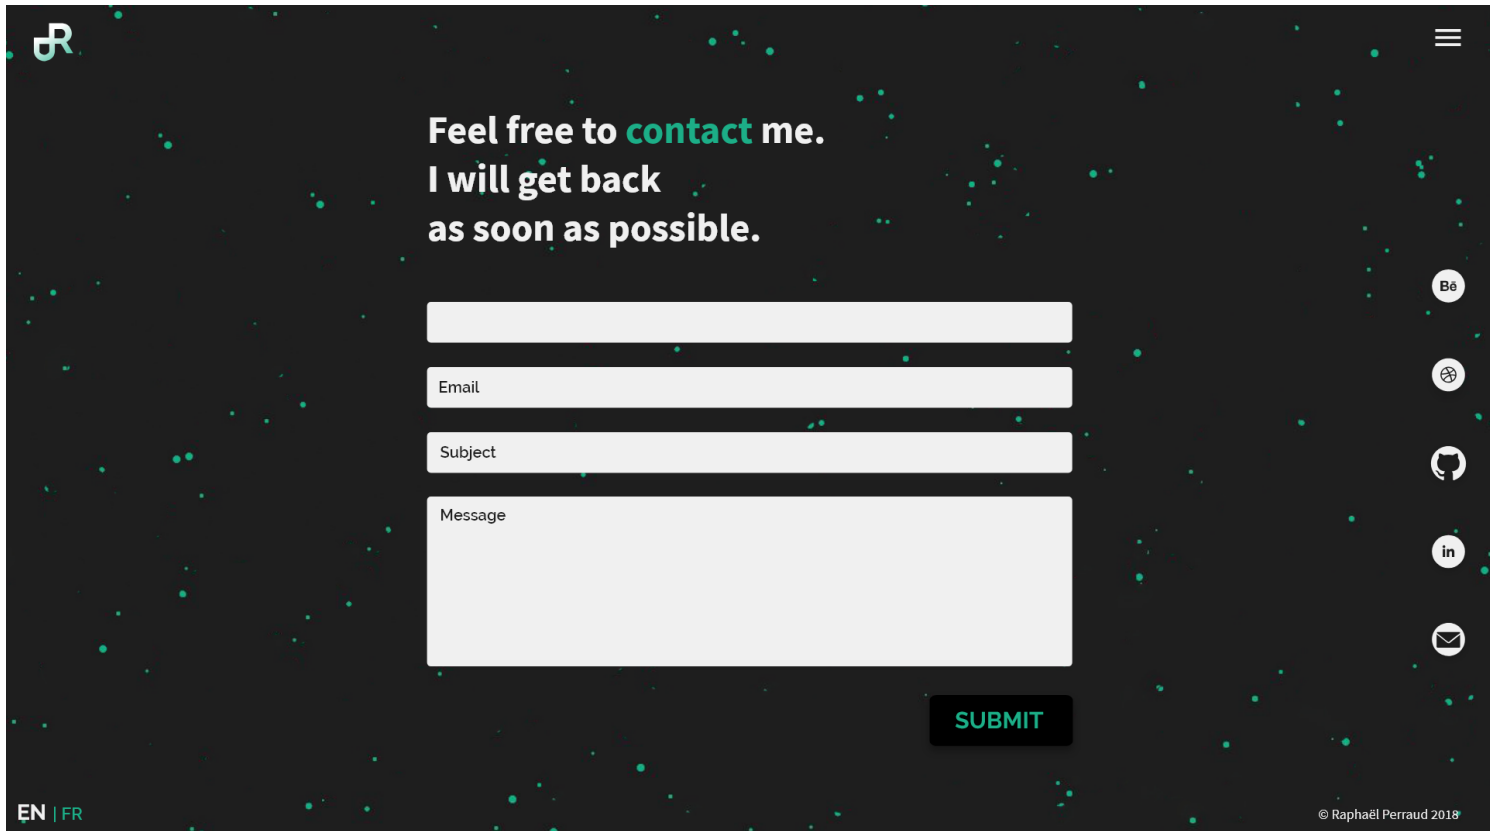 Feel free to contact me.
I will get back
as soon as possible.
Bē
Email
Subject
Message
in
SUBMIT
EN | FR
© Raphaël Perraud 2018